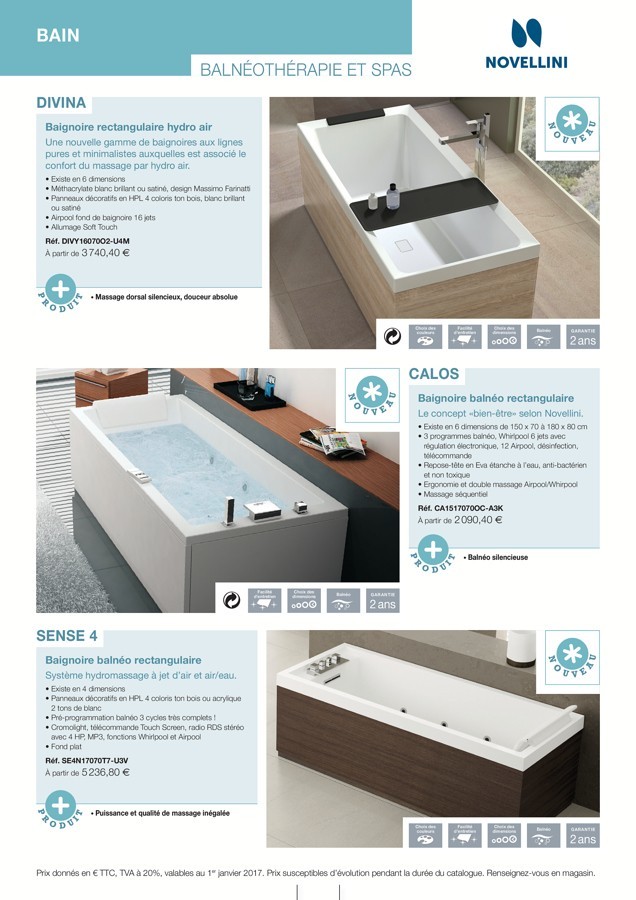 BAIN
BALNÉOTHÉRAPIE ET SPAS
NOVELLINI
DIVINA
Baignoire rectangulaire hydro air
Une nouvelle gamme de baignoires aux lignes
pures et minimalistes auxquelles est associé le
confort du massage par hydro air.
• Existe en 6 dimensions
• Méthacrylate blanc brillant ou satiné, design Massimo Farinatti
• Panneaux décoratifs en HPL 4 coloris ton bois, blanc brillant
ou satiné
• Airpool fond de baignoire 16 jets
• Allumage Soft Touch
Réf. DIVY16070O2-U4M
À partir de 3 740,40 €
PRODUIT
• Massage dorsal silencieux, douceur absolue
NOUVEAU
Choix des
couleurs
Facilité
d'entretien
Choix des
dimensions
Balnéo
GARANTIE
2 ans
NOUVEAU
CALOS
Baignoire balnéo rectangulaire
Le concept «bien-être» selon Novellini.
• Existe en 6 dimensions de 150 x 70 à 180 x 80 cm
• 3 programmes balnéo, Whirlpool 6 jets avec
régulation électronique, 12 Airpool, désinfection,
télécommande
• Repose-tête en Eva étanche à l'eau, anti-bactérien
et non toxique
• Ergonomie et double massage Airpool/Whirpool
• Massage séquentiel
Réf. CA1517070OC-A3K
À partir de 2 090,40 €
PRODUIT
• Balnéo silencieuse
Facilité
d'entretien
Choix des
dimensions
Balnéo
GARANTIE
2 ans
SENSE 4
Baignoire balnéo rectangulaire
Système hydromassage à jet d'air et air/eau.
• Existe en 4 dimensions
• Panneaux décoratifs en HPL 4 coloris ton bois ou acrylique
2 tons de blanc
• Pré-programmation balnéo 3 cycles très complets !
• Cromolight, télécommande Touch Screen, radio RDS stéréo
avec 4 HP, MP3, fonctions Whirlpool et Airpool
• Fond plat
Réf. SE4N17070T7-U3V
À partir de 5 236,80 €
PRODUIT
• Puissance et qualité de massage inégalée
NOUVEAU
Choix des
couleurs
Facilité
d'entretien
Choix des
dimensions
Balnéo
GARANTIE
2 ans
Prix donnés en € TTC, TVA à 20%, valables au 1er janvier 2017. Prix susceptibles d'évolution pendant la durée du catalogue. Renseignez-vous en magasin.